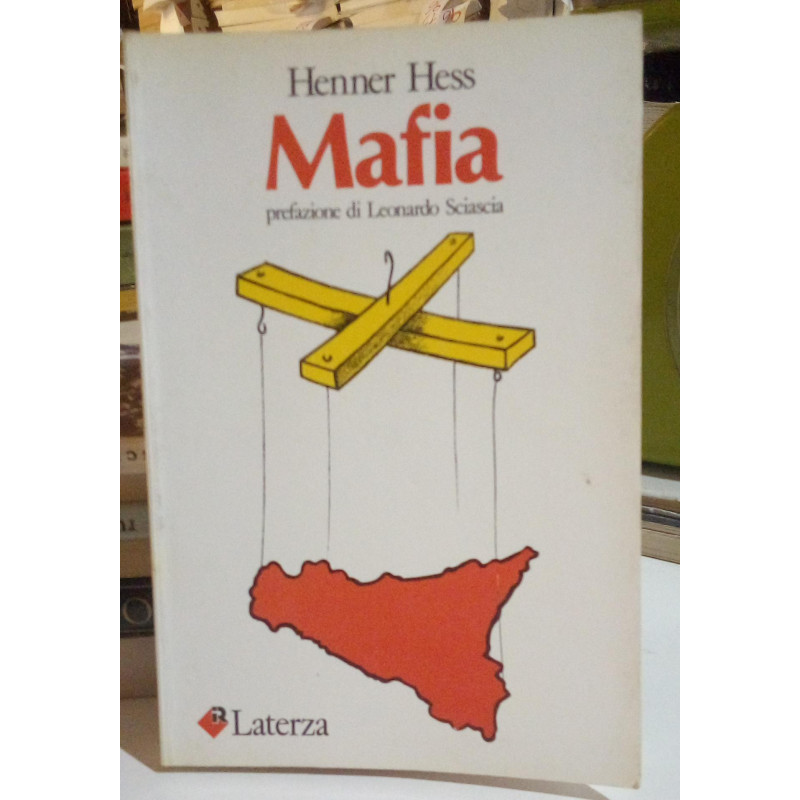 Henner Hess
Mafia
prefazione di Leonardo Sciascia
Laterza